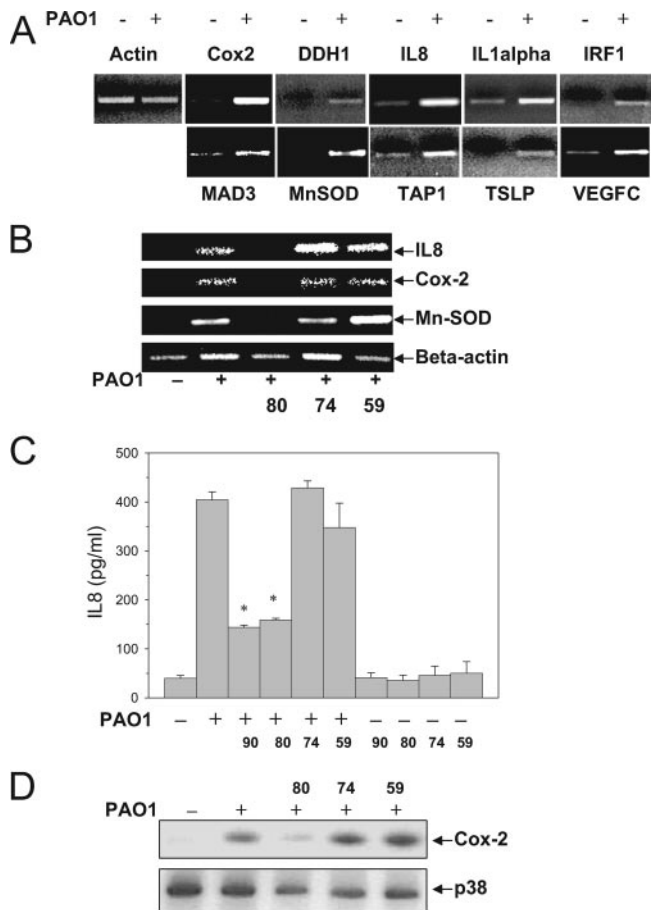 A
PAO1 - + - + - + - + - + - +
Actin Cox2 DDH1 IL8 IL1alpha IRF1
MAD3 MnSOD TAP1 TSLP VEGFC
B
IL8
Cox-2
Mn-SOD
Beta-actin
PAO1 – + + + +
80 74 59
C
500
400
300
200
100
0
IL8 (pg/ml)
* *
PAO1 – + + + + + – – – –
90 80 74 59 90 80 74 59
D
80 74 59
PAO1 – + + + +
Cox-2
p38